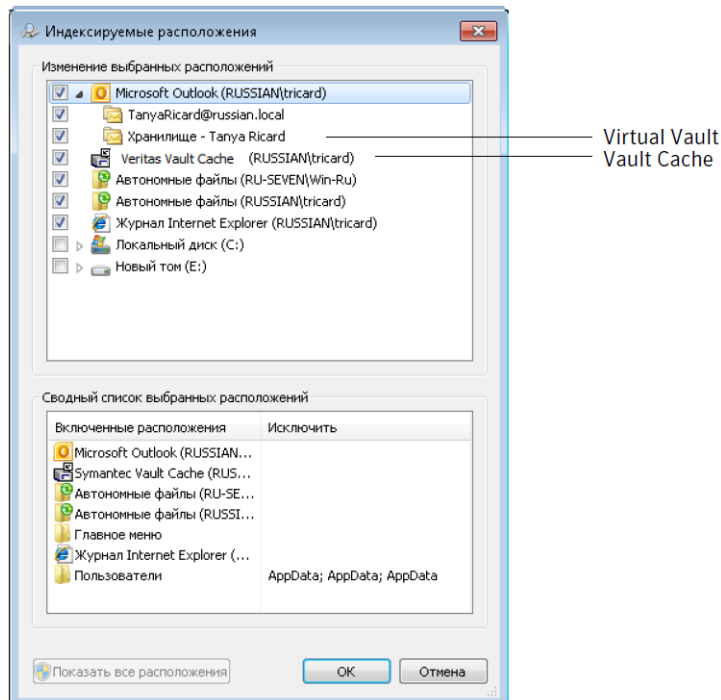 Индексируемые расположения
Изменение выбранных расположений
Microsoft Outlook (RUSSIAN\tricard)
TanyaRicard@russian.local
Хранилище - Tanya Ricard
Virtual Vault
Veritas Vault Cache (RUSSIAN\tricard)
Vault Cache
Автономные файлы (RU-SEVEN\Win-Ru)
Автономные файлы (RUSSIAN\tricard)
Журнал Internet Explorer (RUSSIAN\tricard)
Локальный диск (C:)
Новый том (E:)
Сводный список выбранных располжений
Включенные расположения Исключить
Microsoft Outlook (RUSSIAN...
Symantec Vault Cache (RUS...
Автономные файлы (RU-SE...
Автономные файлы (RUSSI...
Главное меню
Журнал Internet Explorer (...
Пользователи AppData; AppData; AppData
Показать все расположения OK Отмена